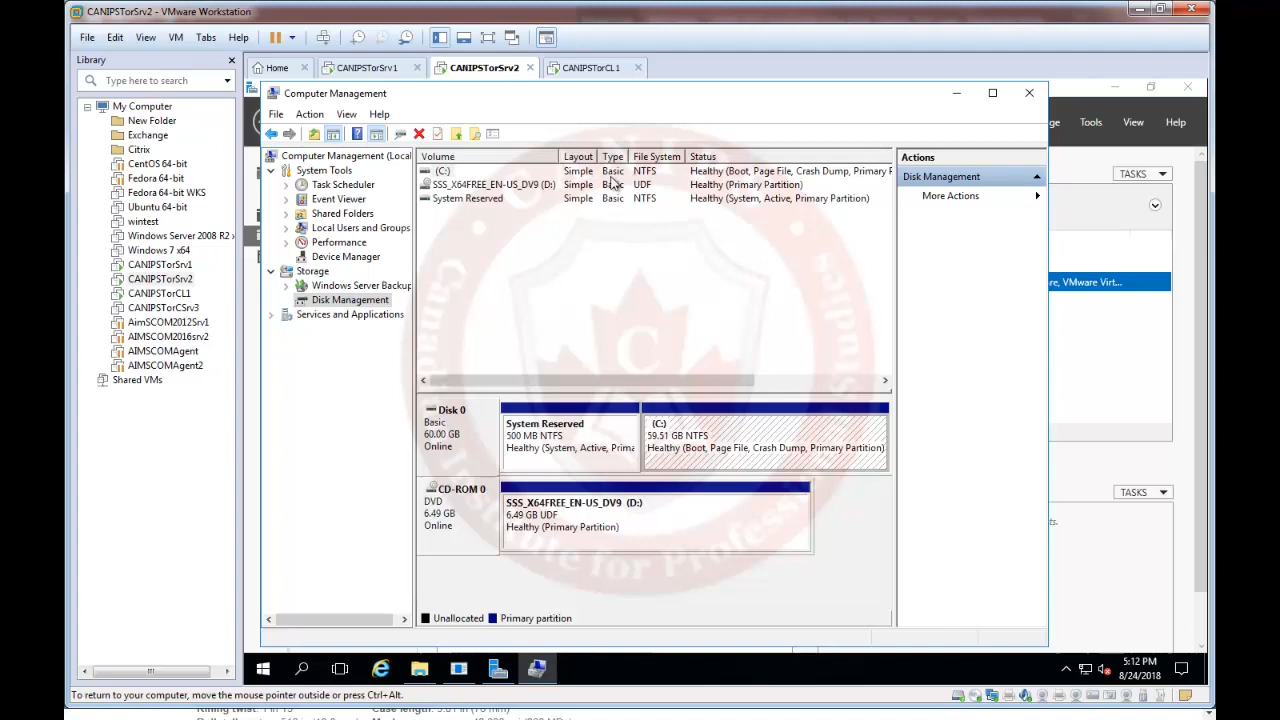 CANIPSTorSrv2 - VMware Workstation
File Edit View VM Tabs Help
Library
Type here to search
My Computer
New Folder
Exchange
Citrix
CentOS 64-bit
Fedora 64-bit
Fedora 64-bit WKS
Ubuntu 64-bit
wintest
Windows Server 2008 R2 x
Windows 7 x64
CANIPSTorSrv1
CANIPSTorSrv2
CANIPSTorCL1
CANIPSTorCSrv3
AimSCOM2012Srv1
AIMSCOM2016srv2
AIMSCOMAgent
AIMSCOMAgent2
Shared VMs
Home CANIPSTorSrv1 CANIPSTorSrv2 CANIPSTorCL1
Computer Management
File Action View Help
Computer Management (Local
System Tools
Task Scheduler
Event Viewer
Shared Folders
Local Users and Groups
Performance
Device Manager
Storage
Windows Server Backup
Disk Management
Services and Applications
Volume Layout Type File System Status
(C:) Simple Basic NTFS Healthy (Boot, Page File, Crash Dump, Primary P
SSS_X64FREE_EN-US_DV9 (D:) Simple Basic UDF Healthy (Primary Partition)
System Reserved Simple Basic NTFS Healthy (System, Active, Primary Partition)
Disk 0
Basic
60.00 GB
Online
System Reserved
500 MB NTFS
Healthy (System, Active, Prima
(C:)
59.51 GB NTFS
Healthy (Boot, Page File, Crash Dump, Primary Partition)
CD-ROM 0
DVD
6.49 GB
Online
SSS_X64FREE_EN-US_DV9 (D:)
6.49 GB UDF
Healthy (Primary Partition)
Unallocated Primary partition
Actions
Disk Management
More Actions
ge Tools View Help
TASKS
re, VMware Virt...
TASKS
ts.
5:12 PM
8/24/2018
To return to your computer, move the mouse pointer outside or press Ctrl+Alt.